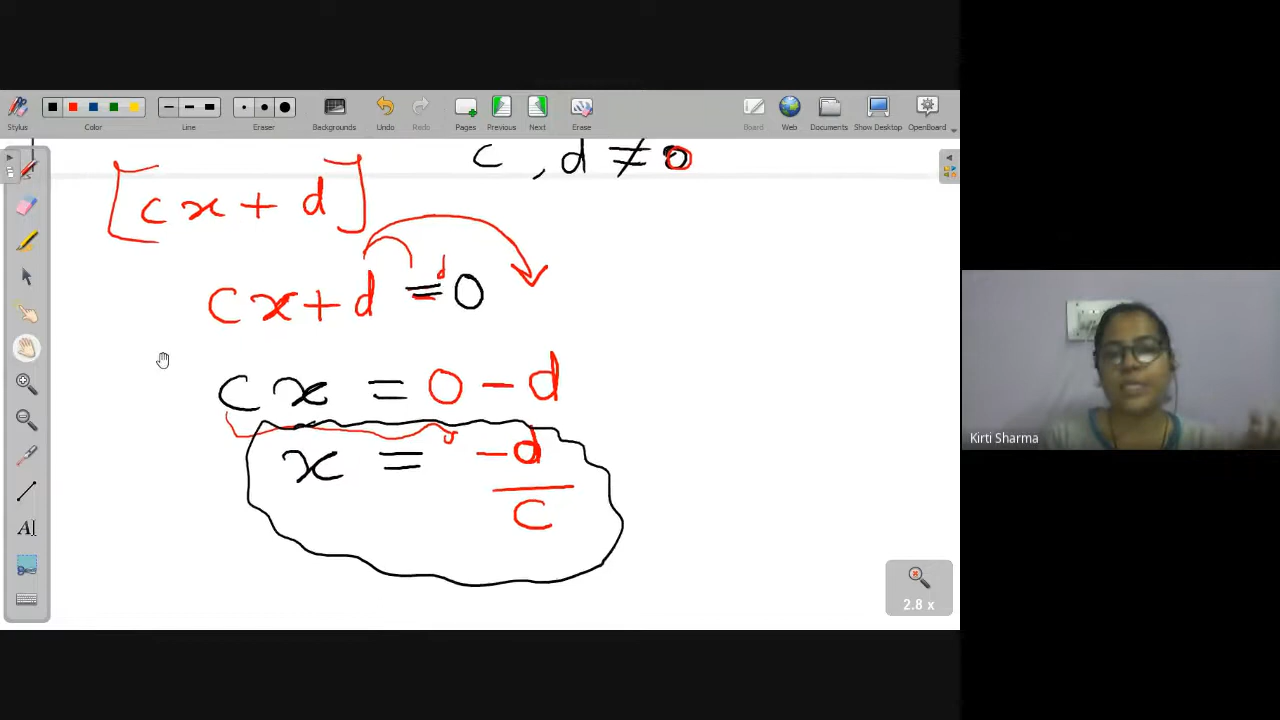 Stylus Color Line Eraser Backgrounds Undo Redo Pages Previous Next Erase Board Web Documents Show Desktop OpenBoard
c , d ≠ 0
[cx + d]
d
cx + d = 0
cx = 0 - d
x = -d/c
Kirti Sharma
2.8 x